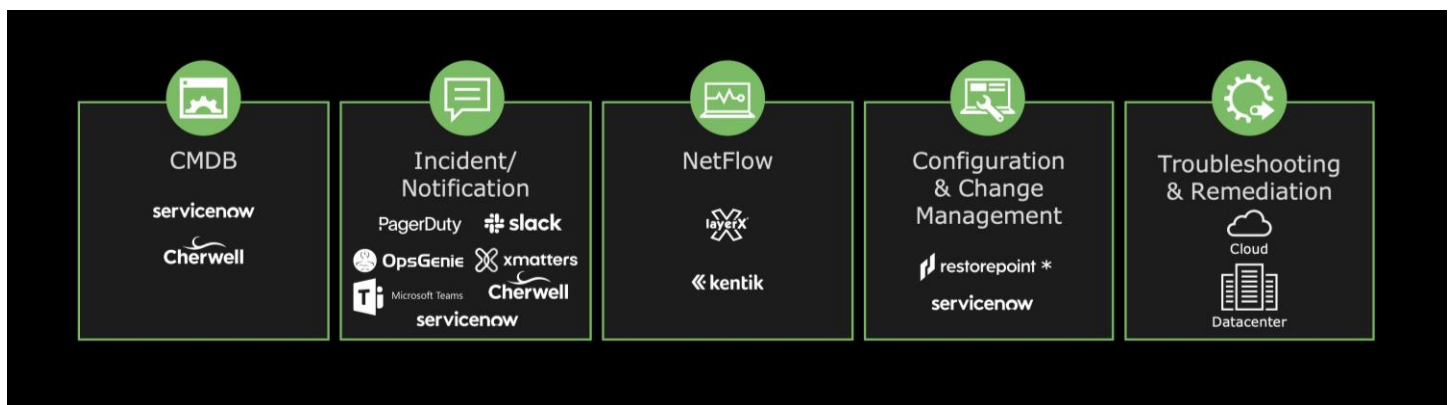 CMDB
servicenow
Cherwell
Incident/
Notification
PagerDuty slack
OpsGenie xmatters
T Microsoft Teams Cherwell
servicenow
NetFlow
layerX
kentik
Configuration
& Change
Management
restorepoint *
servicenow
Troubleshooting
& Remediation
Cloud
Datacenter